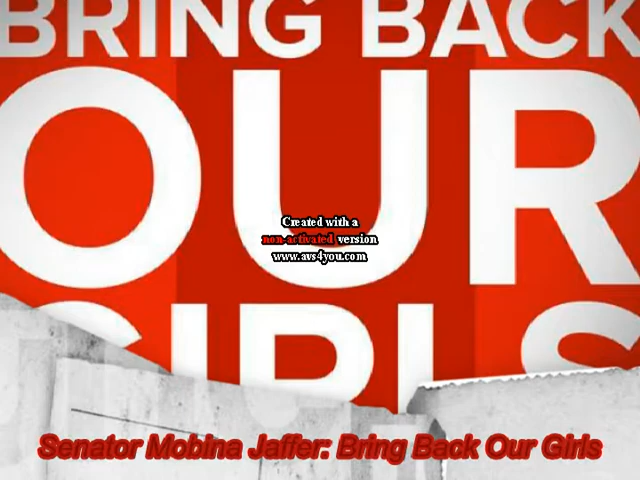 BRING BACK
OUR
GIRLS
Created with a
non-activated version
www.avs4you.com
Senator Mobina Jaffer: Bring Back Our Girls